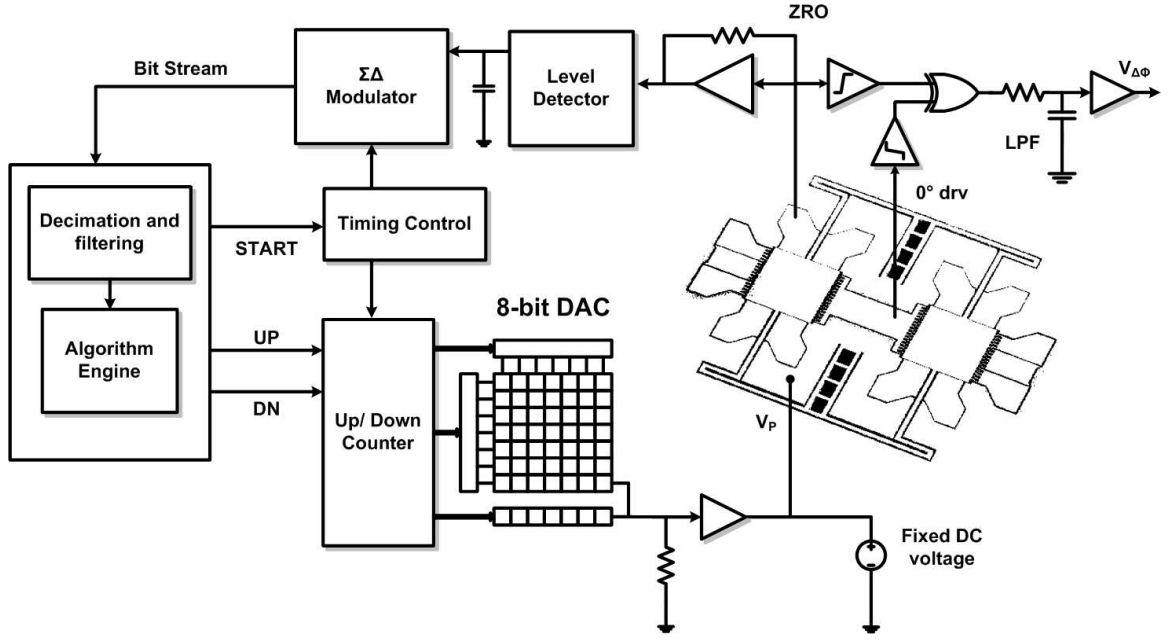 ZRO
ΣΔ
Modulator
Bit Stream
Level
Detector
V_ΔΦ
LPF
0° drv
Decimation and
filtering
START
Timing Control
8-bit DAC
Algorithm
Engine
UP
DN
Up/ Down
Counter
V_P
Fixed DC
voltage
+
-